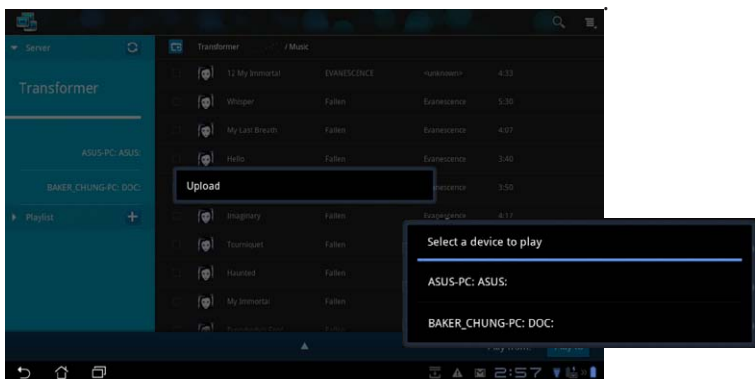 Server
Transformer / Music
12 My Immortal EVANESCENCE <unknown> 4:33
Transformer
Whisper Fallen Evanescence 5:30
My Last Breath Fallen Evanescence 4:07
ASUS-PC: ASUS:
Hello Fallen Evanescence 3:40
BAKER_CHUNG-PC: DOC:
Upload
3:50
Playlist
Imaginary Fallen Evanescence 4:17
Tourniquet Fallen
Select a device to play
Haunted Fallen
ASUS-PC: ASUS:
My Immortal Fallen
BAKER_CHUNG-PC: DOC:
2:57